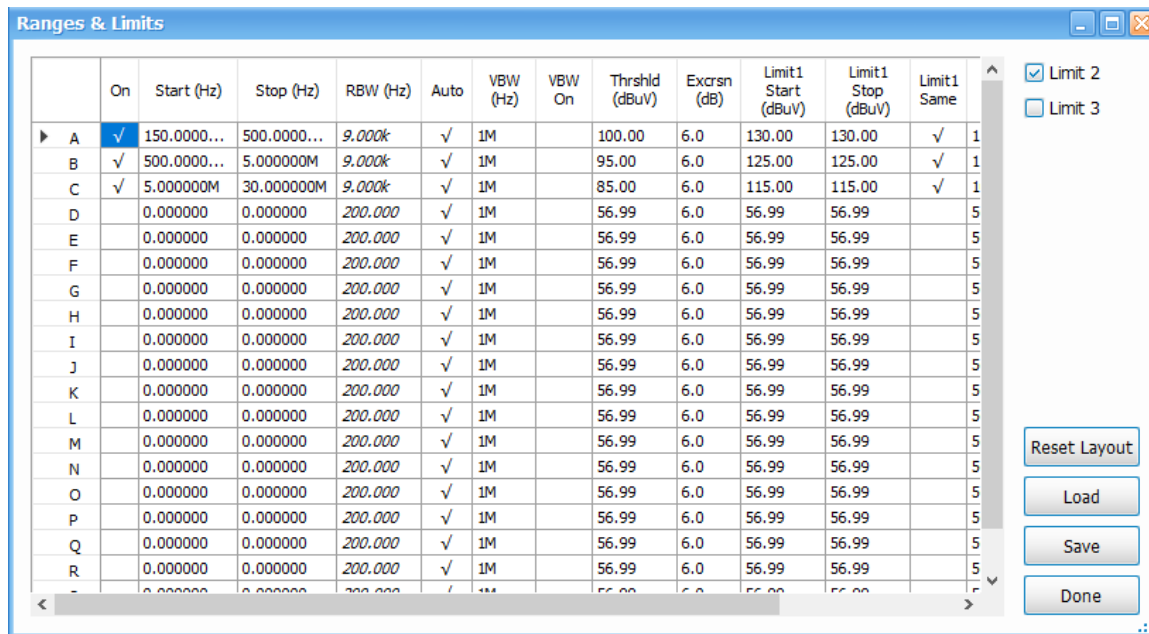 Ranges & Limits
On Start (Hz) Stop (Hz) RBW (Hz) Auto VBW (Hz) VBW On Thrshld (dBuV) Excrsn (dB) Limit1 Start (dBuV) Limit1 Stop (dBuV) Limit1 Same
A √ 150.0000... 500.0000... 9.000k √ 1M 100.00 6.0 130.00 130.00 √ 1
B √ 500.0000... 5.000000M 9.000k √ 1M 95.00 6.0 125.00 125.00 √ 1
C √ 5.000000M 30.000000M 9.000k √ 1M 85.00 6.0 115.00 115.00 √ 1
D 0.000000 0.000000 200.000 √ 1M 56.99 6.0 56.99 56.99 5
E 0.000000 0.000000 200.000 √ 1M 56.99 6.0 56.99 56.99 5
F 0.000000 0.000000 200.000 √ 1M 56.99 6.0 56.99 56.99 5
G 0.000000 0.000000 200.000 √ 1M 56.99 6.0 56.99 56.99 5
H 0.000000 0.000000 200.000 √ 1M 56.99 6.0 56.99 56.99 5
I 0.000000 0.000000 200.000 √ 1M 56.99 6.0 56.99 56.99 5
J 0.000000 0.000000 200.000 √ 1M 56.99 6.0 56.99 56.99 5
K 0.000000 0.000000 200.000 √ 1M 56.99 6.0 56.99 56.99 5
L 0.000000 0.000000 200.000 √ 1M 56.99 6.0 56.99 56.99 5
M 0.000000 0.000000 200.000 √ 1M 56.99 6.0 56.99 56.99 5
N 0.000000 0.000000 200.000 √ 1M 56.99 6.0 56.99 56.99 5
O 0.000000 0.000000 200.000 √ 1M 56.99 6.0 56.99 56.99 5
P 0.000000 0.000000 200.000 √ 1M 56.99 6.0 56.99 56.99 5
Q 0.000000 0.000000 200.000 √ 1M 56.99 6.0 56.99 56.99 5
R 0.000000 0.000000 200.000 √ 1M 56.99 6.0 56.99 56.99 5
Limit 2
Limit 3
Reset Layout
Load
Save
Done